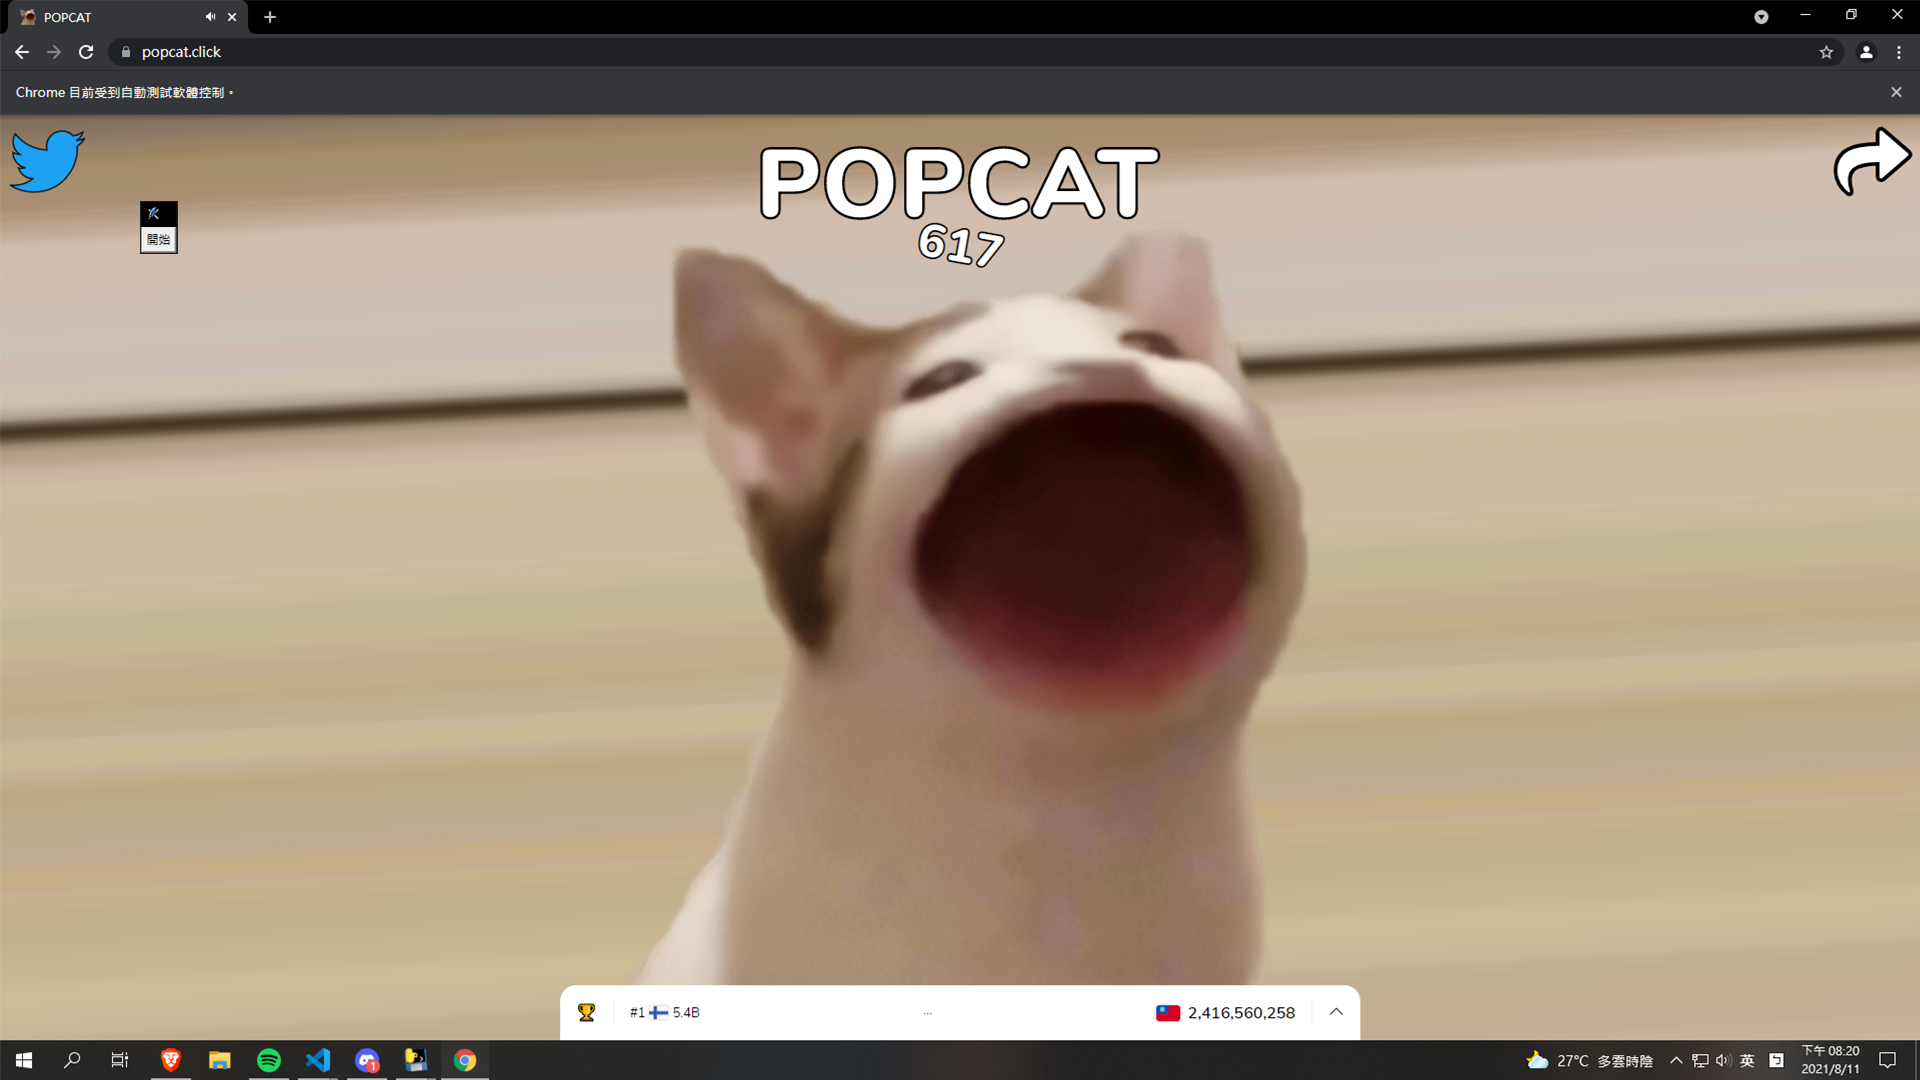 POPCAT
popcat.click
Chrome 目前受到自動測試軟體控制。
POPCAT
617
開始
#1 5.4B
...
2,416,560,258
1
27°C 多雲時陰
英
下午 08:20
2021/8/11